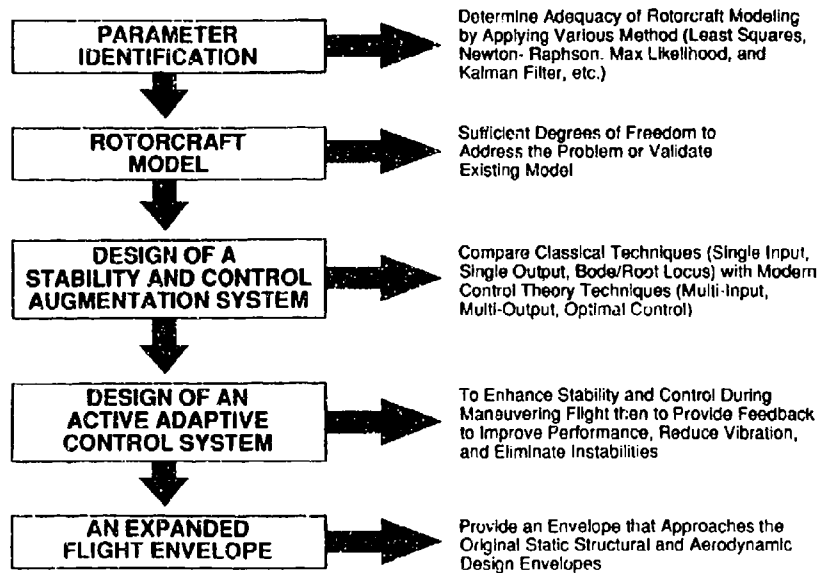 PARAMETER
IDENTIFICATION
Determine Adequacy of Rotorcraft Modeling
by Applying Various Method (Least Squares,
Newton- Raphson. Max Likelihood, and
Kalman Filter, etc.)
ROTORCRAFT
MODEL
Sufficient Degrees of Freedom to
Address the Problem or Validate
Existing Model
DESIGN OF A
STABILITY AND CONTROL
AUGMENTATION SYSTEM
Compare Classical Techniques (Single Input,
Single Output, Bode/Root Locus) with Modern
Control Theory Techniques (Multi-Input,
Multi-Output, Optimal Control)
DESIGN OF AN
ACTIVE ADAPTIVE
CONTROL SYSTEM
To Enhance Stability and Control During
Maneuvering Flight then to Provide Feedback
to Improve Performance, Reduce Vibration,
and Eliminate Instabilities
AN EXPANDED
FLIGHT ENVELOPE
Provide an Envelope that Approaches the
Original Static Structural and Aerodynamic
Design Envelopes